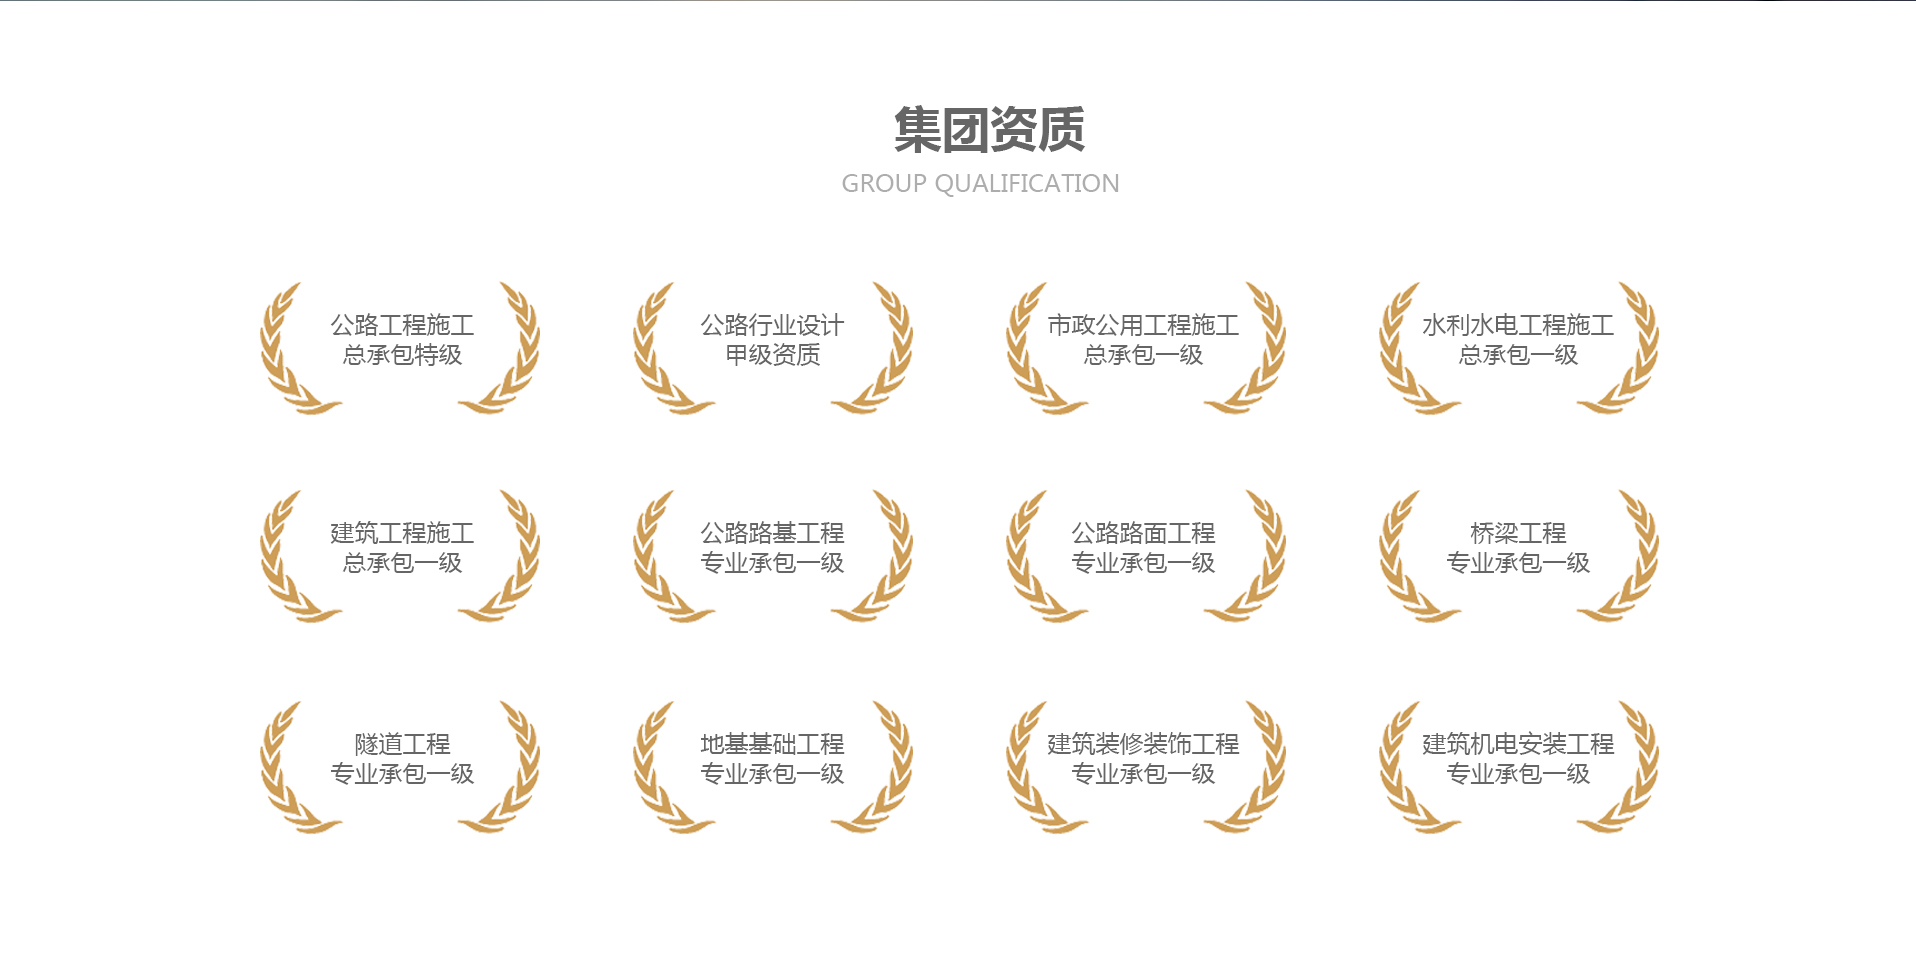 集团资质
GROUP QUALIFICATION
公路工程施工
总承包特级
公路行业设计
甲级资质
市政公用工程施工
总承包一级
水利水电工程施工
总承包一级
建筑工程施工
总承包一级
公路路基工程
专业承包一级
公路路面工程
专业承包一级
桥梁工程
专业承包一级
隧道工程
专业承包一级
地基基础工程
专业承包一级
建筑装修装饰工程
专业承包一级
建筑机电安装工程
专业承包一级